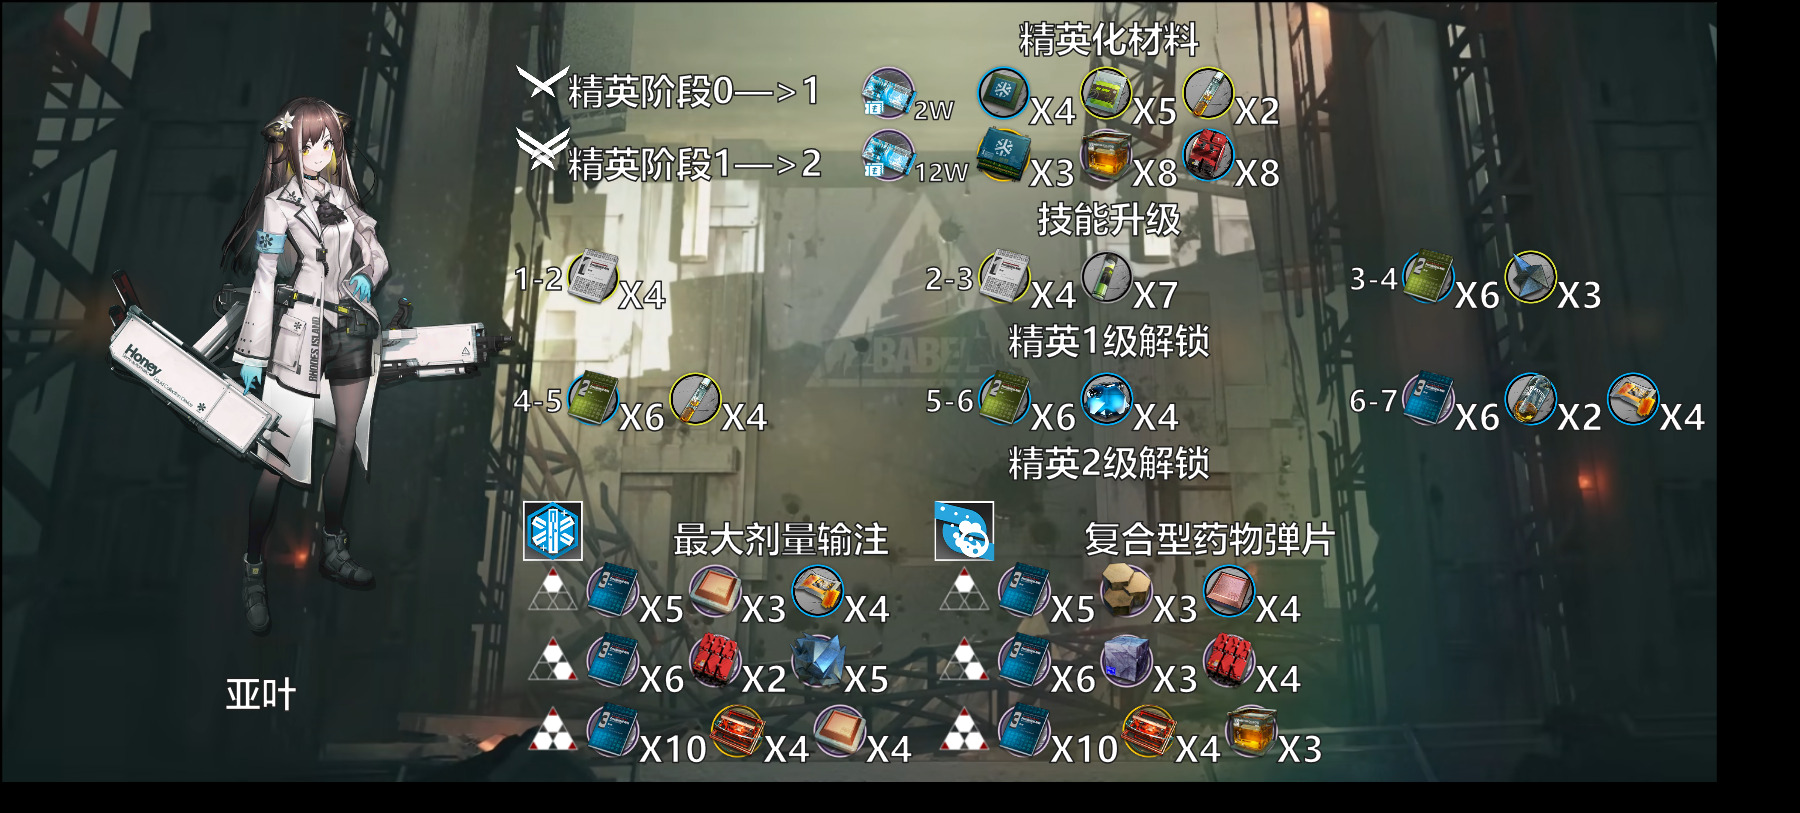 精英化材料
精英阶段0—>1 2W X4 X5 X2
精英阶段1—>2 12W X3 X8 X8
技能升级
1-2 X4 2-3 X4 X7 3-4 X6 X3
精英1级解锁
BABEL
4-5 X6 X4 5-6 X6 X4 6-7 X6 X2 X4
精英2级解锁
最大剂量输注 复合型药物弹片
X5 X3 X4 X5 X3 X4
X6 X2 X5 X6 X3 X4
X10 X4 X4 X10 X4 X3
Honey
RHODES ISLAND
亚叶